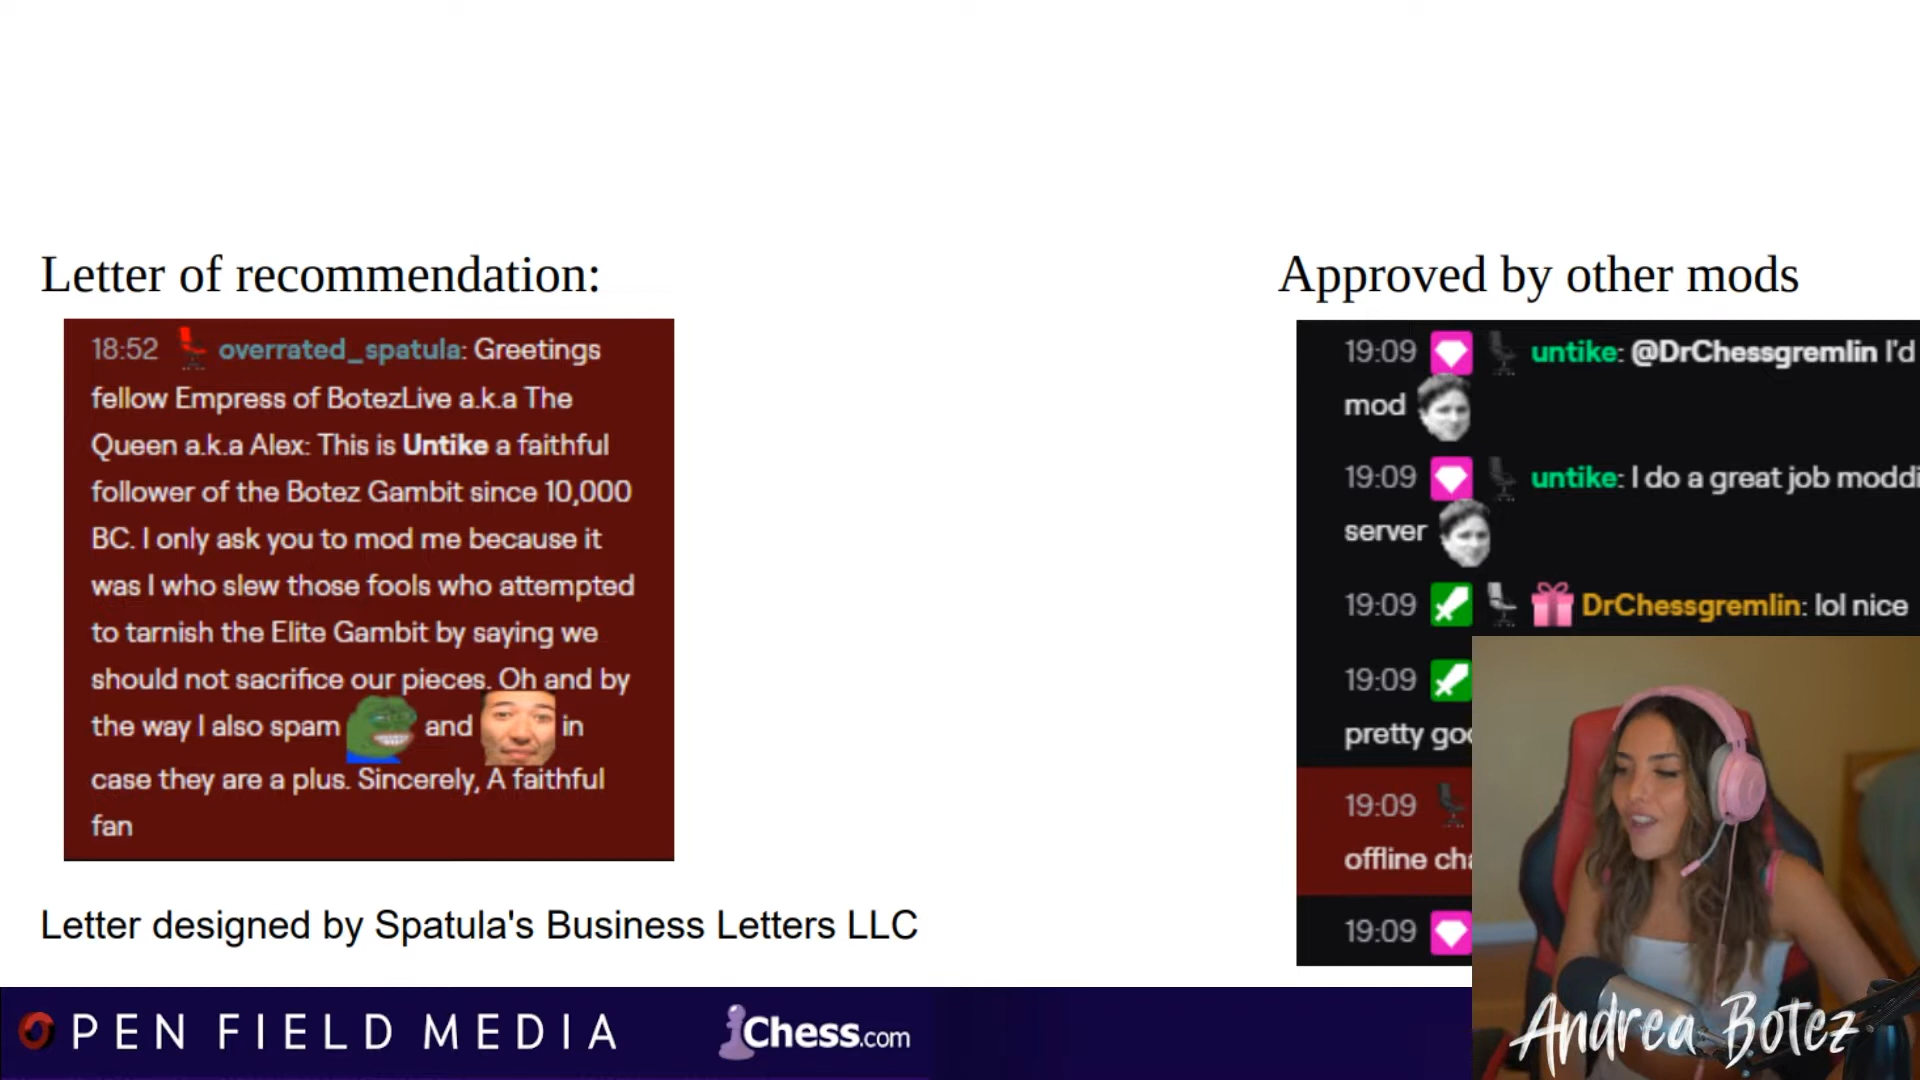 Letter of recommendation:
18:52 overrated_spatula: Greetings
fellow Empress of BotezLive a.k.a The
Queen a.k.a Alex: This is Untike a faithful
follower of the Botez Gambit since 10,000
BC. I only ask you to mod me because it
was I who slew those fools who attempted
to tarnish the Elite Gambit by saying we
should not sacrifice our pieces. Oh and by
the way I also spam and in
case they are a plus. Sincerely, A faithful
fan
Letter designed by Spatula's Business Letters LLC
Approved by other mods
19:09 untike: @DrChessgremlin I'd
mod
19:09 untike: I do a great job moddi
server
19:09 DrChessgremlin: lol nice
19:09
pretty goo
19:09
offline cha
19:09
OPEN FIELD MEDIA
Chess.com
Andrea Botez